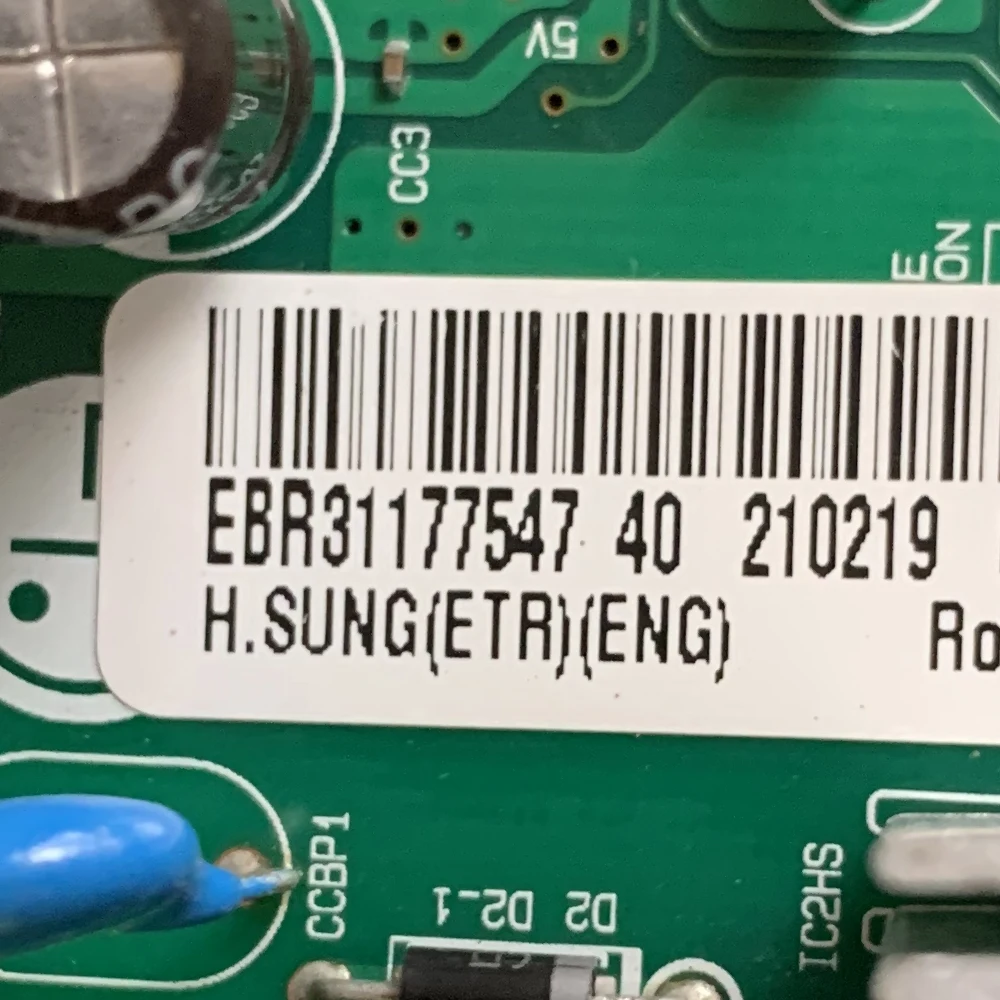 5V
CC3
E
ON
EBR31177547 40 210219
H.SUNG(ETR)(ENG)
Ro
CCBP1
D2 D2-1
IC2HS